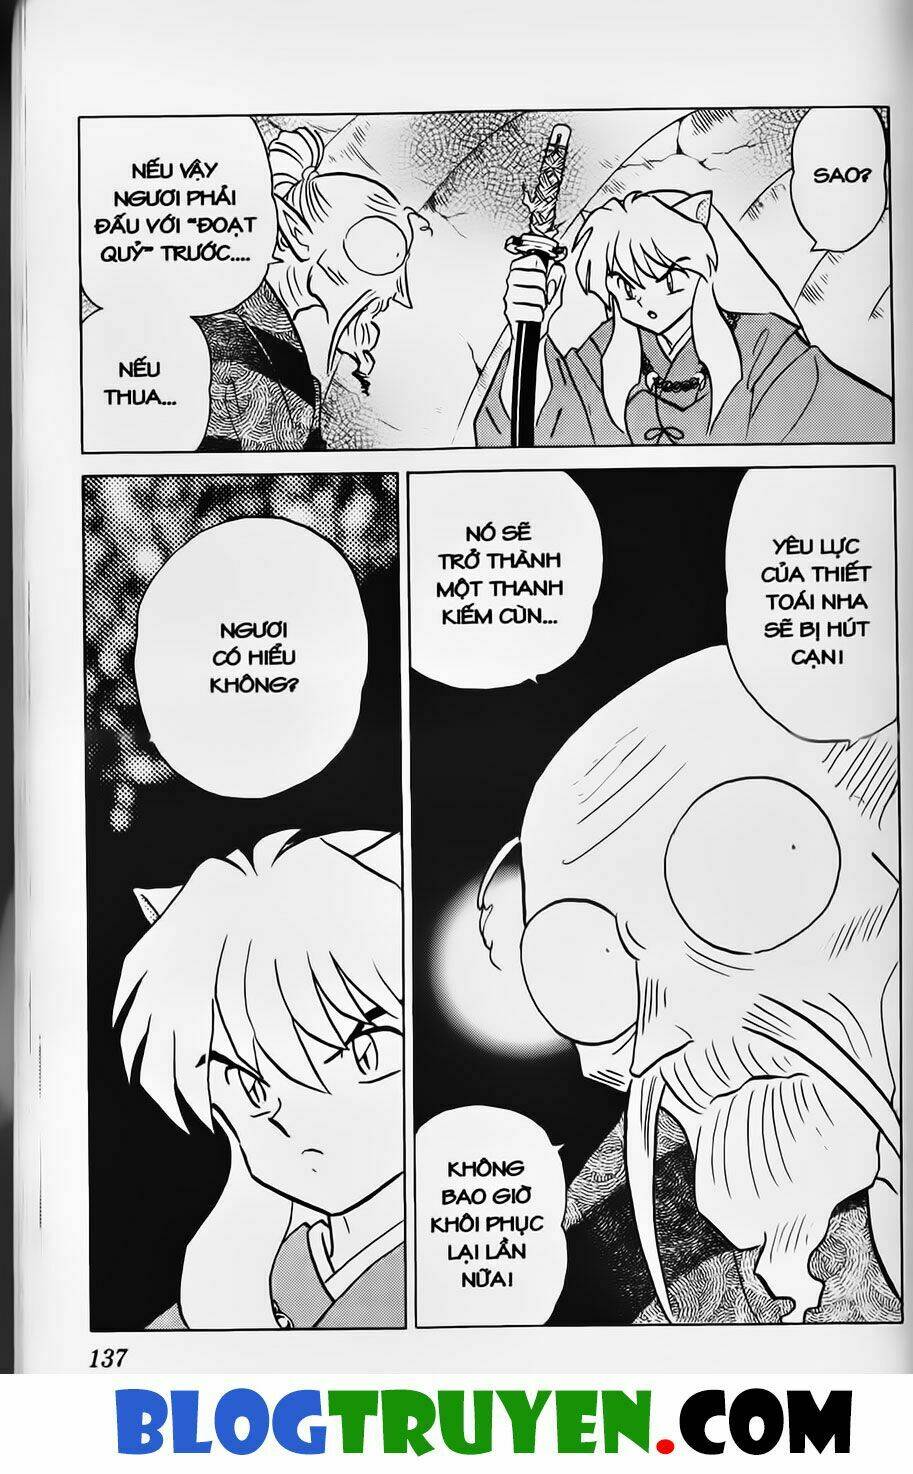 SAO?
NẾU VẬY
NGƯƠI PHẢI
ĐẤU VỚI "ĐOẠT
QUỶ" TRƯỚC....
NẾU
THUA...
YÊU LỰC
CỦA THIẾT
TOÁI NHA
SẼ BỊ HÚT
CẠN!
NÓ SẼ
TRỞ THÀNH
MỘT THANH
KIẾM CÙN...
KHÔNG
BAO GIỜ
KHÔI PHỤC
LẠI LẦN
NỮA!
NGƯƠI
CÓ HIỂU
KHÔNG?
137
BLOGTRUYEN.COM